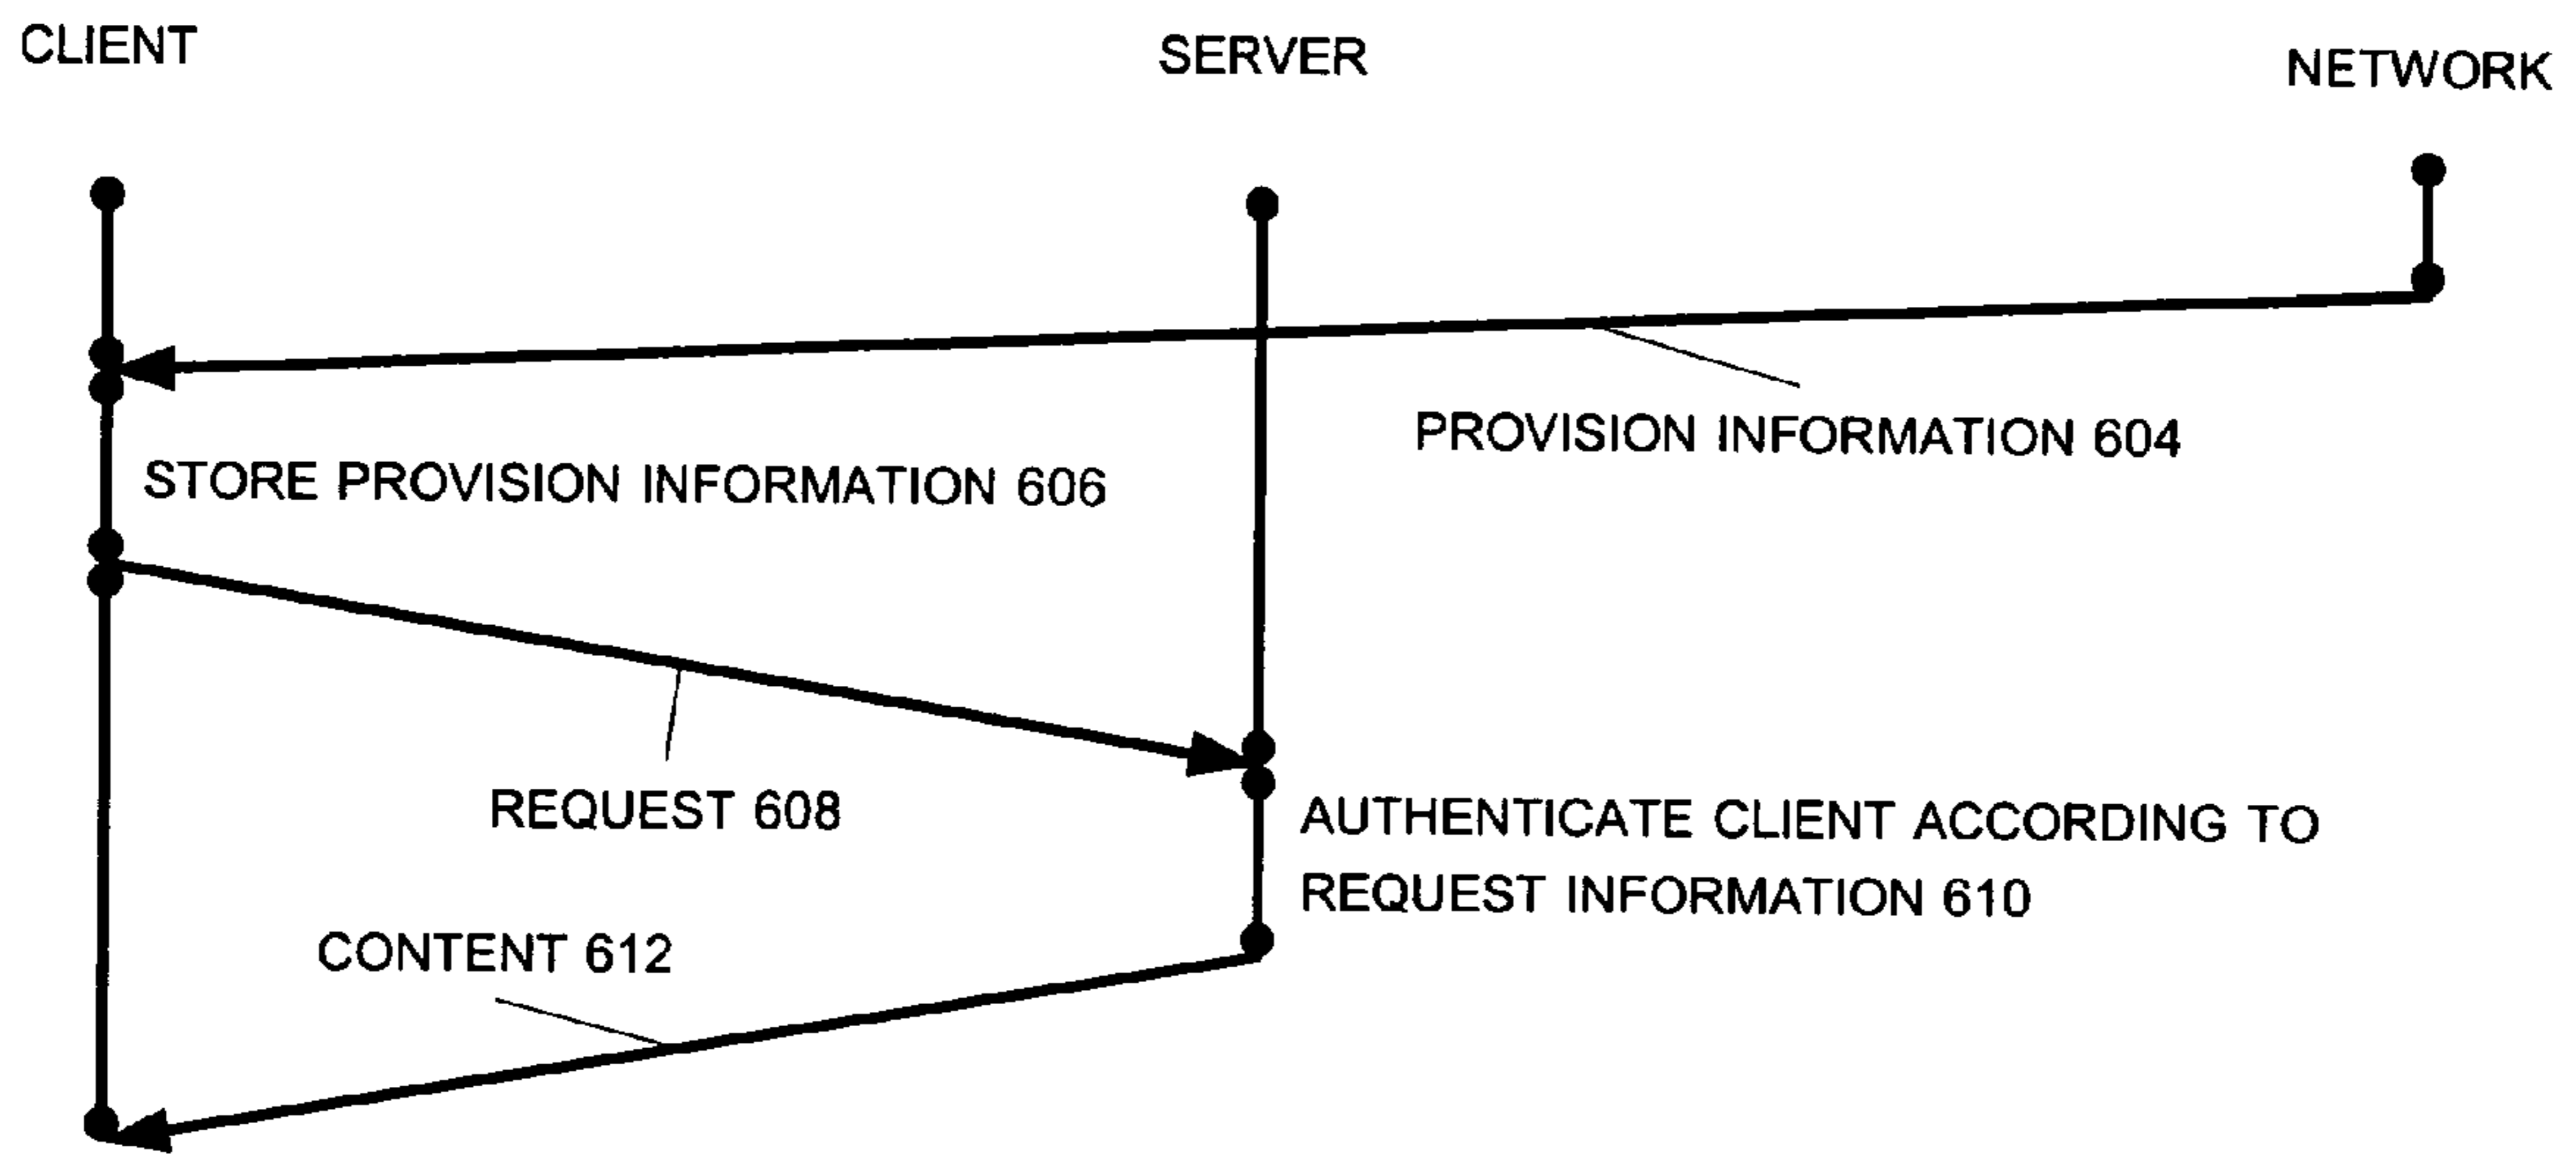 CLIENT
SERVER
NETWORK
PROVISION INFORMATION 604
STORE PROVISION INFORMATION 606
REQUEST 608
AUTHENTICATE CLIENT ACCORDING TO
REQUEST INFORMATION 610
CONTENT 612